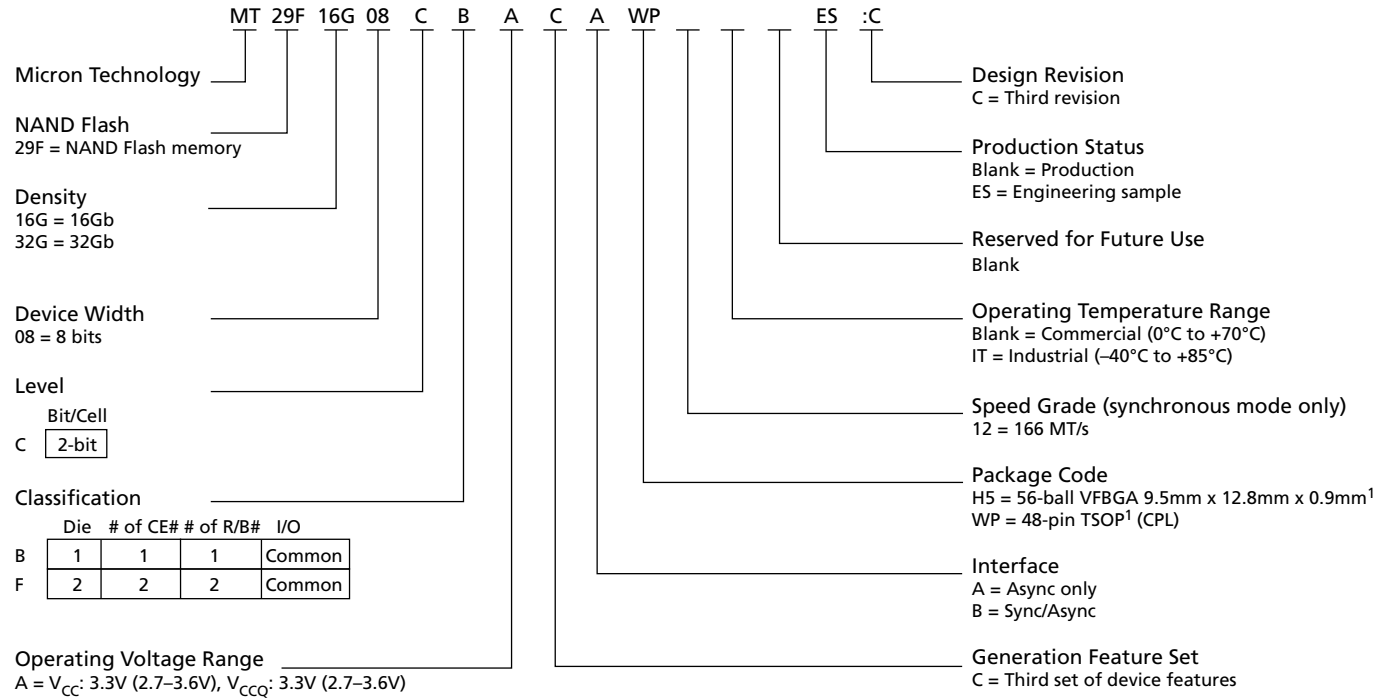 MT 29F 16G 08 C B A C A WP ES :C
Micron Technology
NAND Flash
29F = NAND Flash memory
Density
16G = 16Gb
32G = 32Gb
Device Width
08 = 8 bits
Level
Bit/Cell
C 2-bit
Classification
Die # of CE# # of R/B# I/O
B 1 1 1 Common
F 2 2 2 Common
Operating Voltage Range
A = VCC: 3.3V (2.7–3.6V), VCCQ: 3.3V (2.7–3.6V)
Design Revision
C = Third revision
Production Status
Blank = Production
ES = Engineering sample
Reserved for Future Use
Blank
Operating Temperature Range
Blank = Commercial (0°C to +70°C)
IT = Industrial (–40°C to +85°C)
Speed Grade (synchronous mode only)
12 = 166 MT/s
Package Code
H5 = 56-ball VFBGA 9.5mm x 12.8mm x 0.9mm1
WP = 48-pin TSOP1 (CPL)
Interface
A = Async only
B = Sync/Async
Generation Feature Set
C = Third set of device features